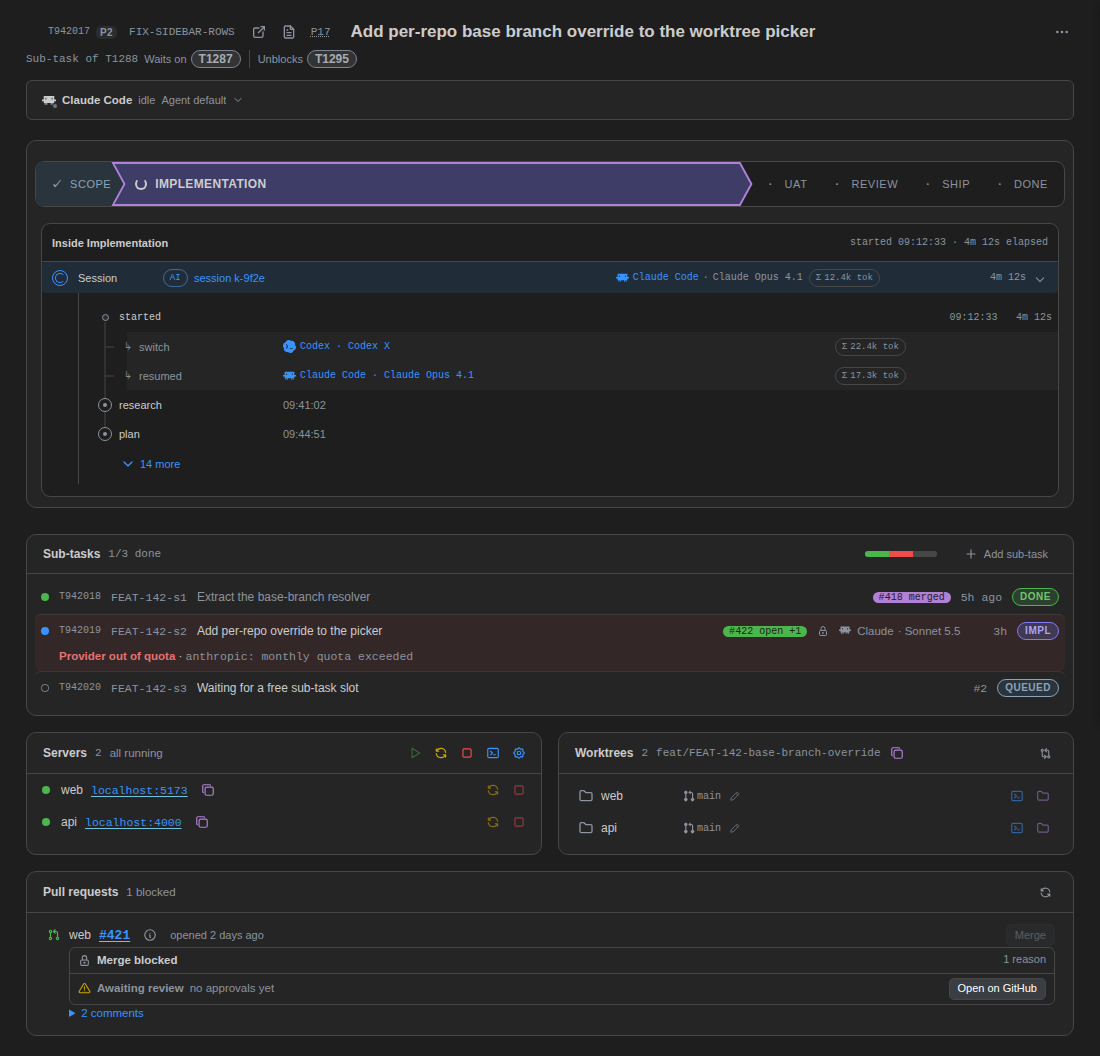 T942017 P2 FIX-SIDEBAR-ROWS P17 Add per-repo base branch override to the worktree picker
Sub-task of T1288 Waits on T1287 Unblocks T1295
Claude Code idle Agent default
SCOPE IMPLEMENTATION · UAT · REVIEW · SHIP · DONE
Inside Implementation started 09:12:33 · 4m 12s elapsed
Session AI session k-9f2e Claude Code · Claude Opus 4.1 Σ 12.4k tok 4m 12s
started 09:12:33 4m 12s
↳ switch Codex · Codex X Σ 22.4k tok
↳ resumed Claude Code · Claude Opus 4.1 Σ 17.3k tok
research 09:41:02
plan 09:44:51
14 more
Sub-tasks 1/3 done Add sub-task
T942018 FEAT-142-s1 Extract the base-branch resolver #418 merged 5h ago DONE
T942019 FEAT-142-s2 Add per-repo override to the picker #422 open +1 Claude · Sonnet 5.5 3h IMPL
Provider out of quota · anthropic: monthly quota exceeded
T942020 FEAT-142-s3 Waiting for a free sub-task slot #2 QUEUED
Servers 2 all running
web localhost:5173
api localhost:4000
Worktrees 2 feat/FEAT-142-base-branch-override
web main
api main
Pull requests 1 blocked
web #421 opened 2 days ago Merge
Merge blocked 1 reason
Awaiting review no approvals yet Open on GitHub
2 comments